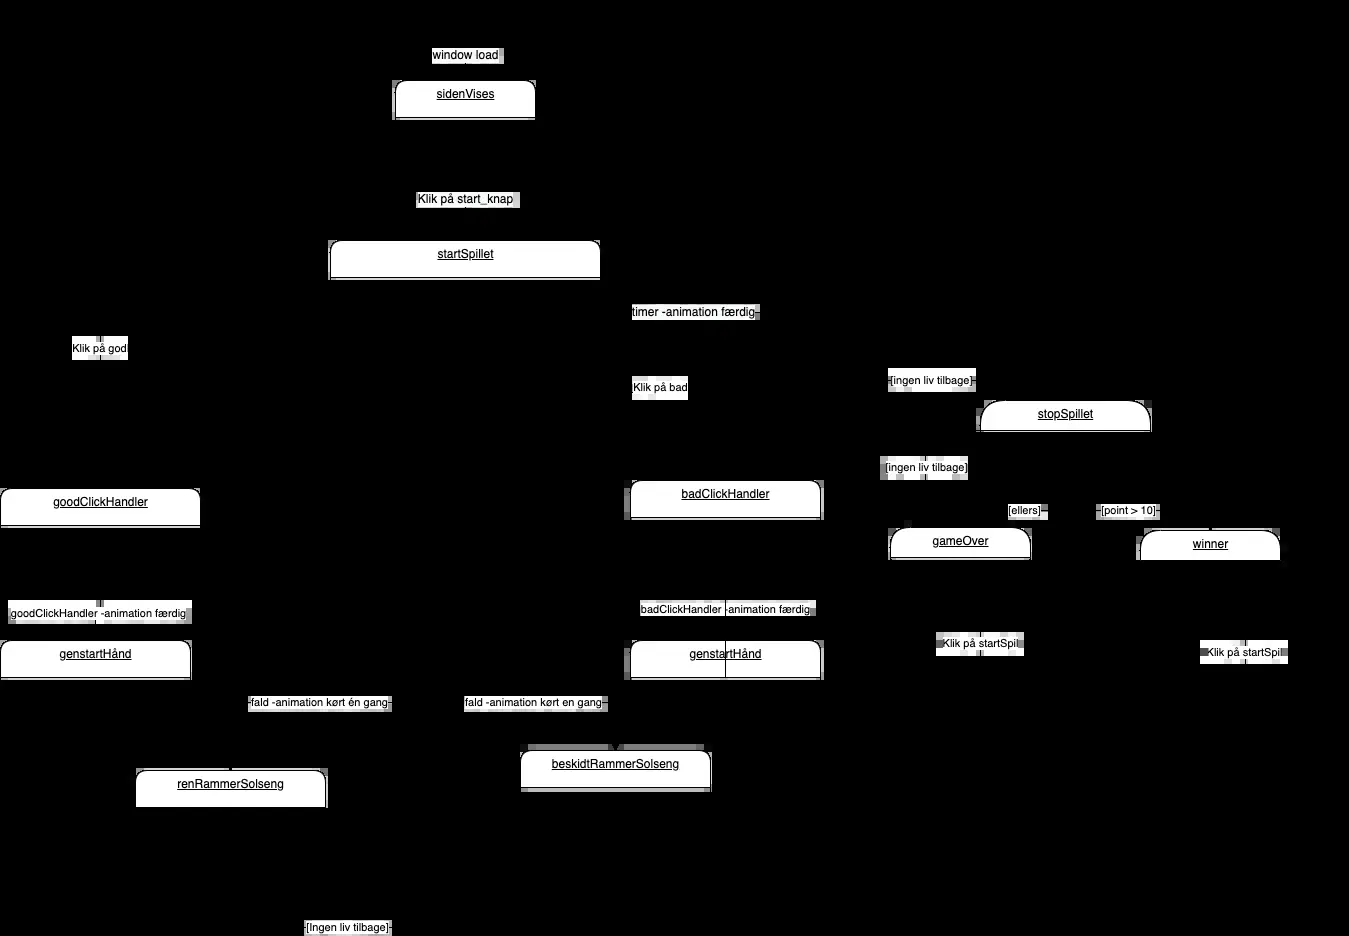 window load
sidenVises
Klik på start_knap
startSpillet
timer -animation færdig
Klik på god
Klik på bad
[ingen liv tilbage]
stopSpillet
[ingen liv tilbage]
goodClickHandler
badClickHandler
[ellers]
[point > 10]
gameOver
winner
goodClickHandler -animation færdig
badClickHandler -animation færdig
genstartHånd
genstartHånd
Klik på startSpil
Klik på startSpil
fald -animation kørt én gang
fald -animation kørt en gang
beskidtRammerSolseng
renRammerSolseng
[Ingen liv tilbage]